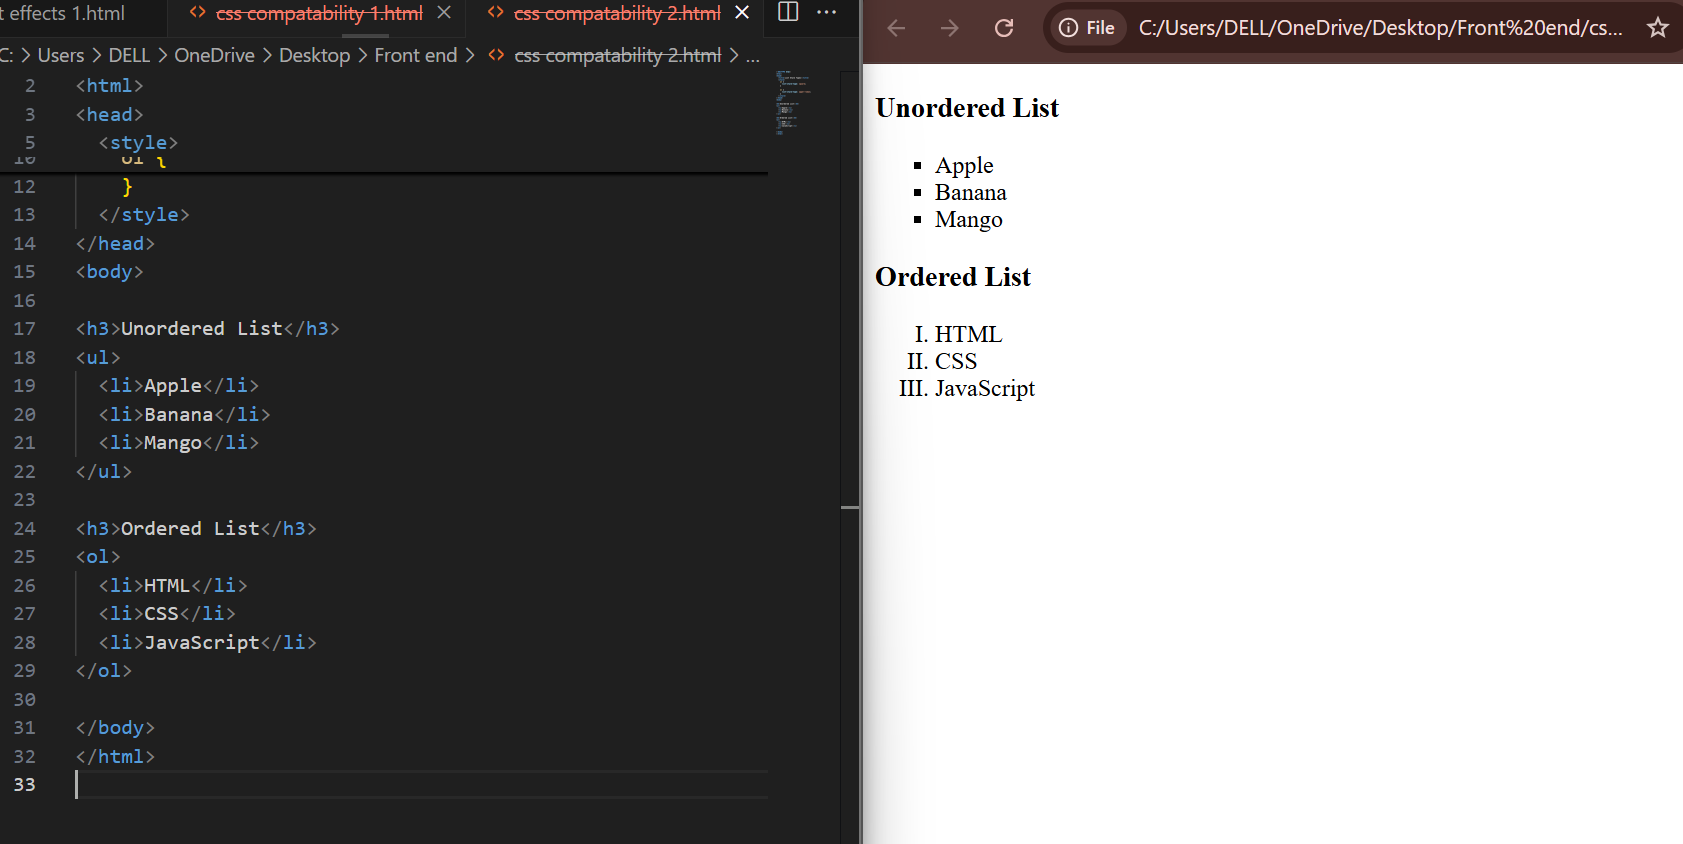 t effects 1.html
<> css compatability 1.html
<> css compatability 2.html
...
C: > Users > DELL > OneDrive > Desktop > Front end > <> css compatability 2.html > ...
2 <html>
3 <head>
5 <style>
10 ol {
12 }
13 </style>
14 </head>
15 <body>
16
17 <h3>Unordered List</h3>
18 <ul>
19 <li>Apple</li>
20 <li>Banana</li>
21 <li>Mango</li>
22 </ul>
23
24 <h3>Ordered List</h3>
25 <ol>
26 <li>HTML</li>
27 <li>CSS</li>
28 <li>JavaScript</li>
29 </ol>
30
31 </body>
32 </html>
33
File C:/Users/DELL/OneDrive/Desktop/Front%20end/cs...
Unordered List
Apple
Banana
Mango
Ordered List
I. HTML
II. CSS
III. JavaScript